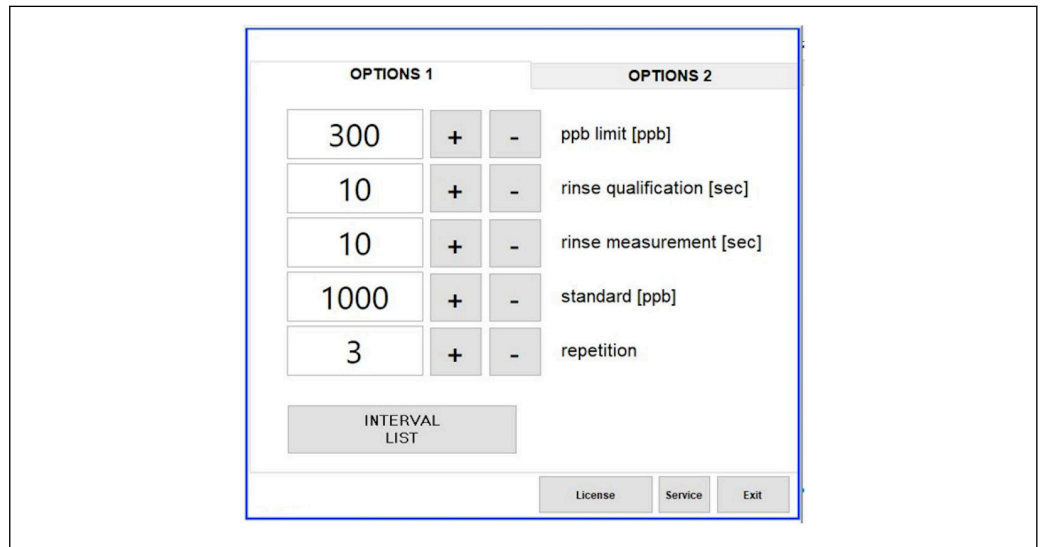 OPTIONS 1 OPTIONS 2
300 + - ppb limit [ppb]
10 + - rinse qualification [sec]
10 + - rinse measurement [sec]
1000 + - standard [ppb]
3 + - repetition
INTERVAL
LIST
License Service Exit